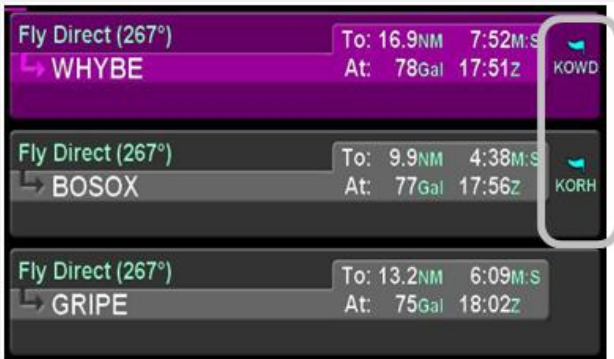 Fly Direct (267°)
To: 16.9NM 7:52M:S
WHYBE
At: 78Gal 17:51Z
KOWD
Fly Direct (267°)
To: 9.9NM 4:38M:S
BOSOX
At: 77Gal 17:56Z
KORH
Fly Direct (267°)
To: 13.2NM 6:09M:S
GRIPE
At: 75Gal 18:02Z